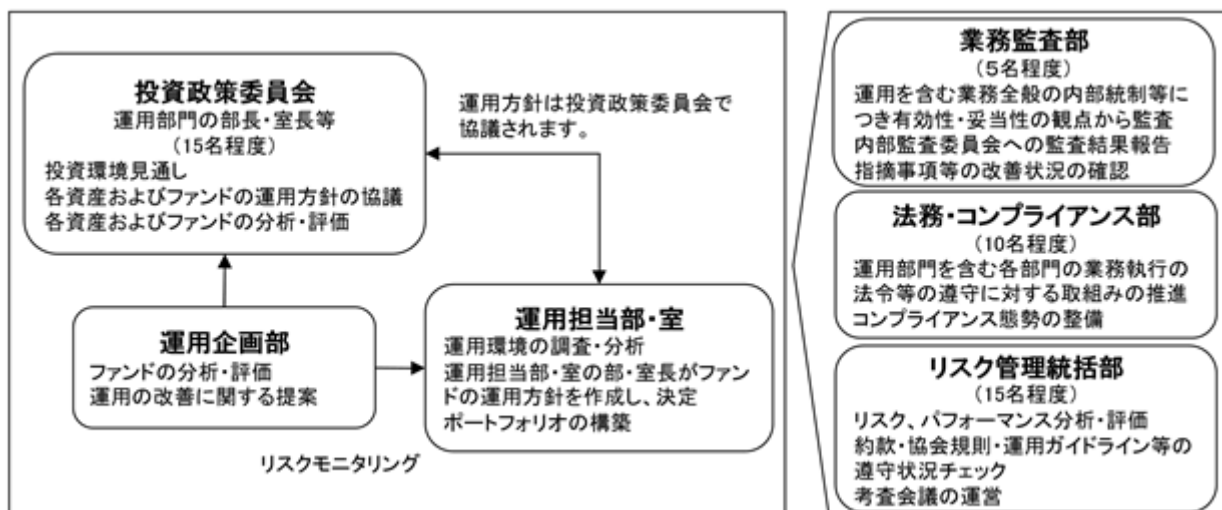 投資政策委員会
運用部門の部長・室長等
(15名程度)
投資環境見通し
各資産およびファンドの運用方針の協議
各資産およびファンドの分析・評価
運用方針は投資政策委員会で
協議されます。
運用企画部
ファンドの分析・評価
運用の改善に関する提案
運用担当部・室
運用環境の調査・分析
運用担当部・室の部・室長がファン
ドの運用方針を作成し、決定
ポートフォリオの構築
リスクモニタリング
業務監査部
(5名程度)
運用を含む業務全般の内部統制等に
つき有効性・妥当性の観点から監査
内部監査委員会への監査結果報告
指摘事項等の改善状況の確認
法務・コンプライアンス部
(10名程度)
運用部門を含む各部門の業務執行の
法令等の遵守に対する取組みの推進
コンプライアンス態勢の整備
リスク管理統括部
(15名程度)
リスク、パフォーマンス分析・評価
約款・協会規則・運用ガイドライン等の
遵守状況チェック
考査会議の運営